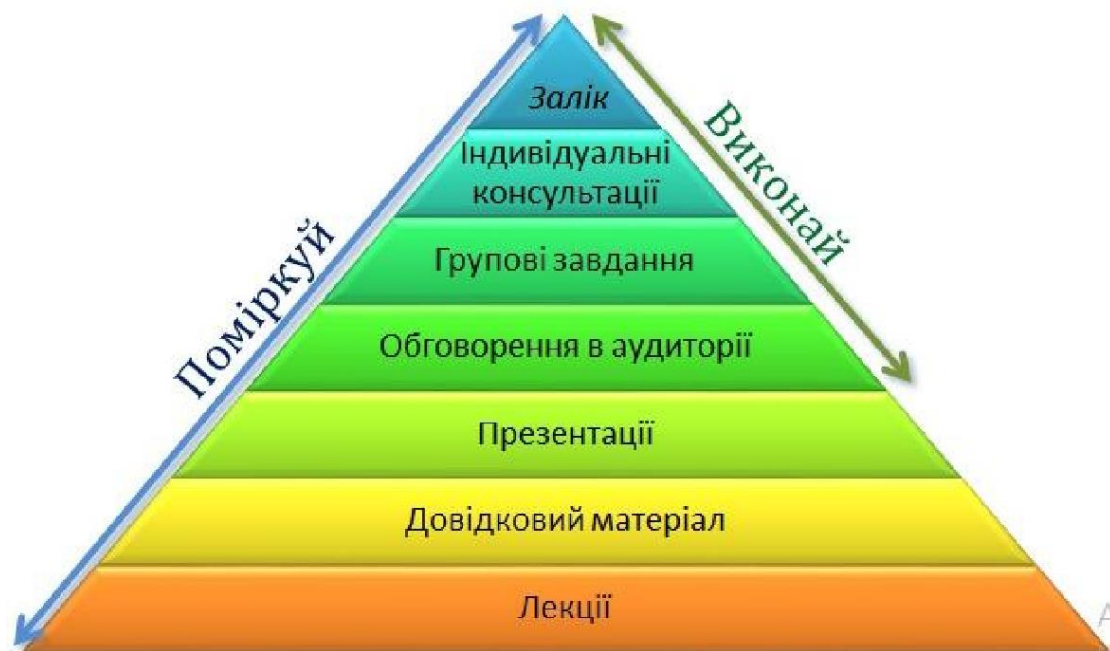 Залік
Індивідуальні
консультації
Групові завдання
Обговорення в аудиторії
Презентації
Довідковий матеріал
Лекції
Поміркуй
Виконай